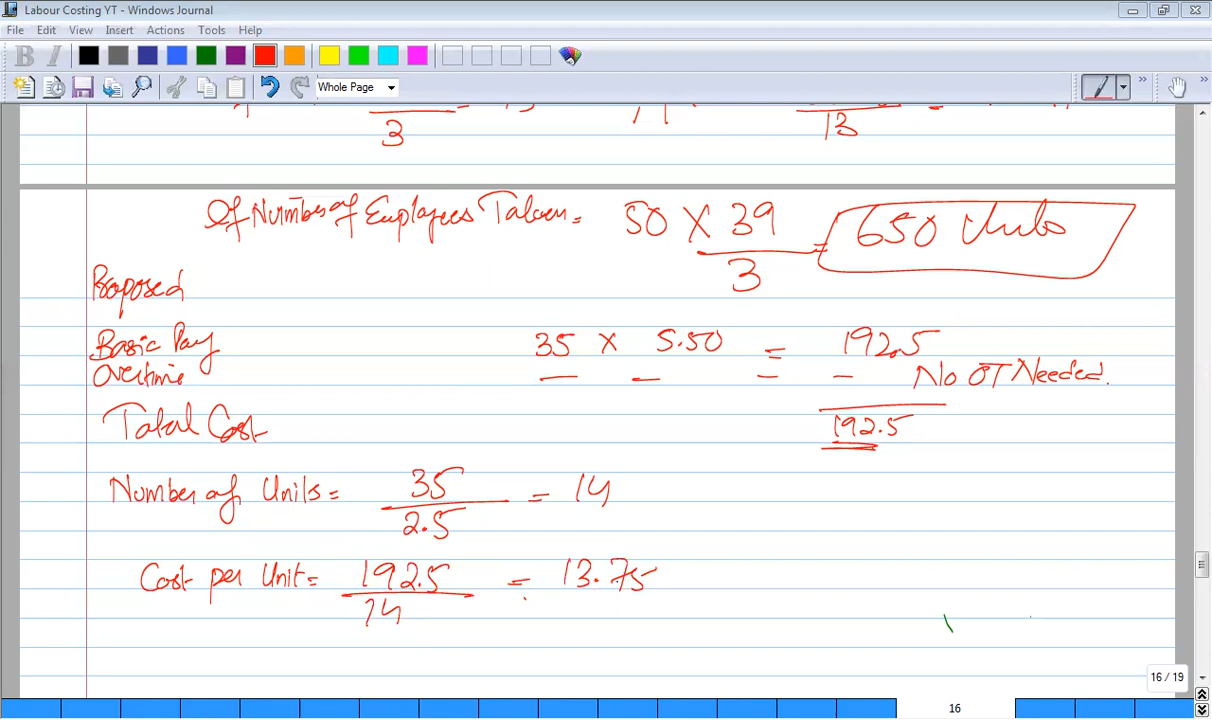 Labour Costing YT - Windows Journal
File Edit View Insert Actions Tools Help
B I
Whole Page
3
13
If Number of Employees Taken = 50 X 39 / 3 = 650 Units
Proposed
Basic Pay 35 x 5.50 = 192.5
Overtime — — = — No OT Needed.
Total Cost 192.5
Number of Units = 35 / 2.5 = 14
Cost per Unit = 192.5 / 14 = 13.75
16 / 19
16